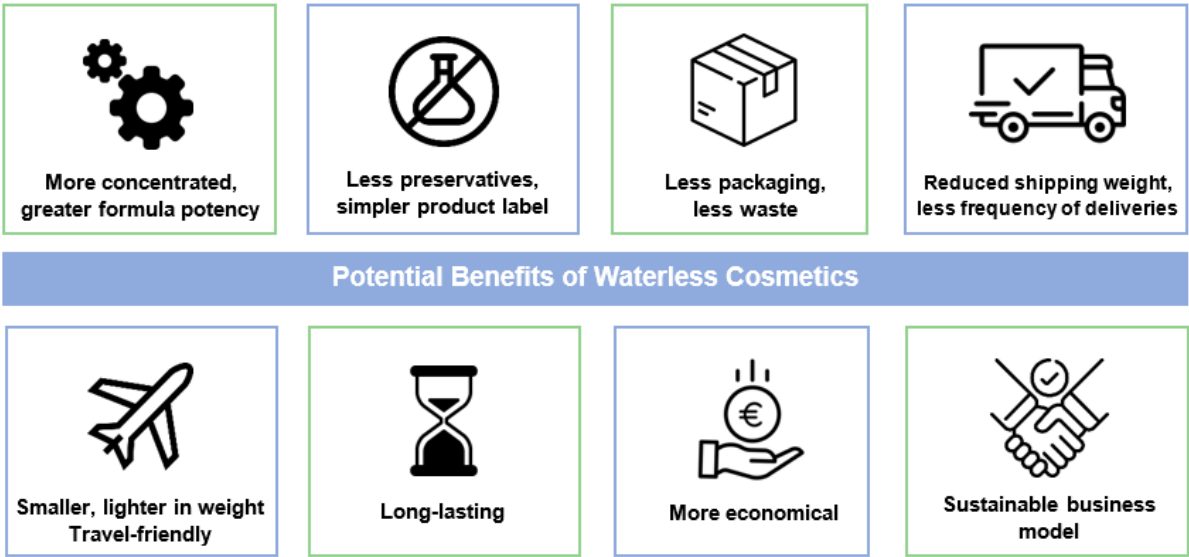 More concentrated,
greater formula potency
Less preservatives,
simpler product label
Less packaging,
less waste
Reduced shipping weight,
less frequency of deliveries
Potential Benefits of Waterless Cosmetics
Smaller, lighter in weight
Travel-friendly
Long-lasting
€
More economical
Sustainable business
model